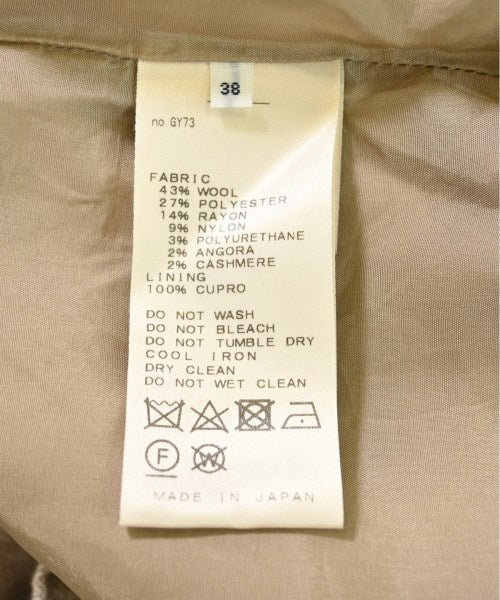 38
no. GY73
FABRIC
43% WOOL
27% POLYESTER
14% RAYON
9% NYLON
3% POLYURETHANE
2% ANGORA
2% CASHMERE
LINING
100% CUPRO
DO NOT WASH
DO NOT BLEACH
DO NOT TUMBLE DRY
COOL IRON
DRY CLEAN
DO NOT WET CLEAN
F W
MADE IN JAPAN